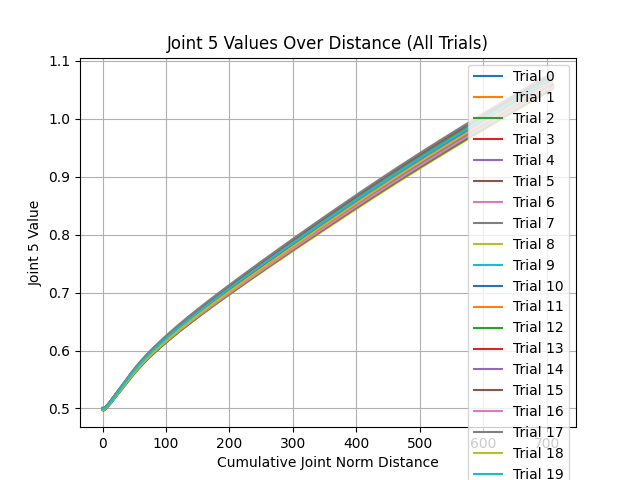 Joint 5 Values Over Distance (All Trials)
1.1
1.0
0.9
0.8
0.7
0.6
0.5
Joint 5 Value
0 100 200 300 400 500 600 700
Cumulative Joint Norm Distance
Trial 0
Trial 1
Trial 2
Trial 3
Trial 4
Trial 5
Trial 6
Trial 7
Trial 8
Trial 9
Trial 10
Trial 11
Trial 12
Trial 13
Trial 14
Trial 15
Trial 16
Trial 17
Trial 18
Trial 19